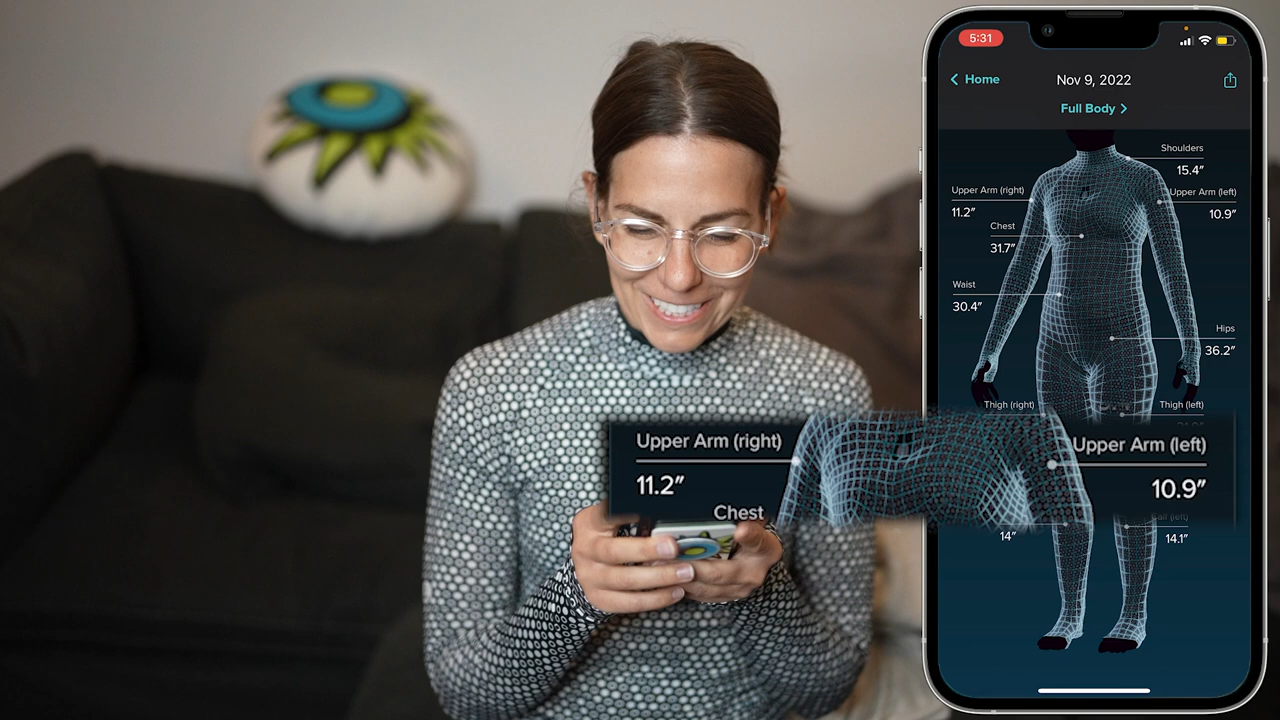 5:31
Home
Nov 9, 2022
Full Body
Shoulders
15.4"
Upper Arm (right)
Upper Arm (left)
11.2"
10.9"
Chest
31.7"
Waist
30.4"
Hips
36.2"
Thigh (right)
Thigh (left)
Upper Arm (right)
Upper Arm (left)
11.2"
10.9"
Chest
14"
14.1"